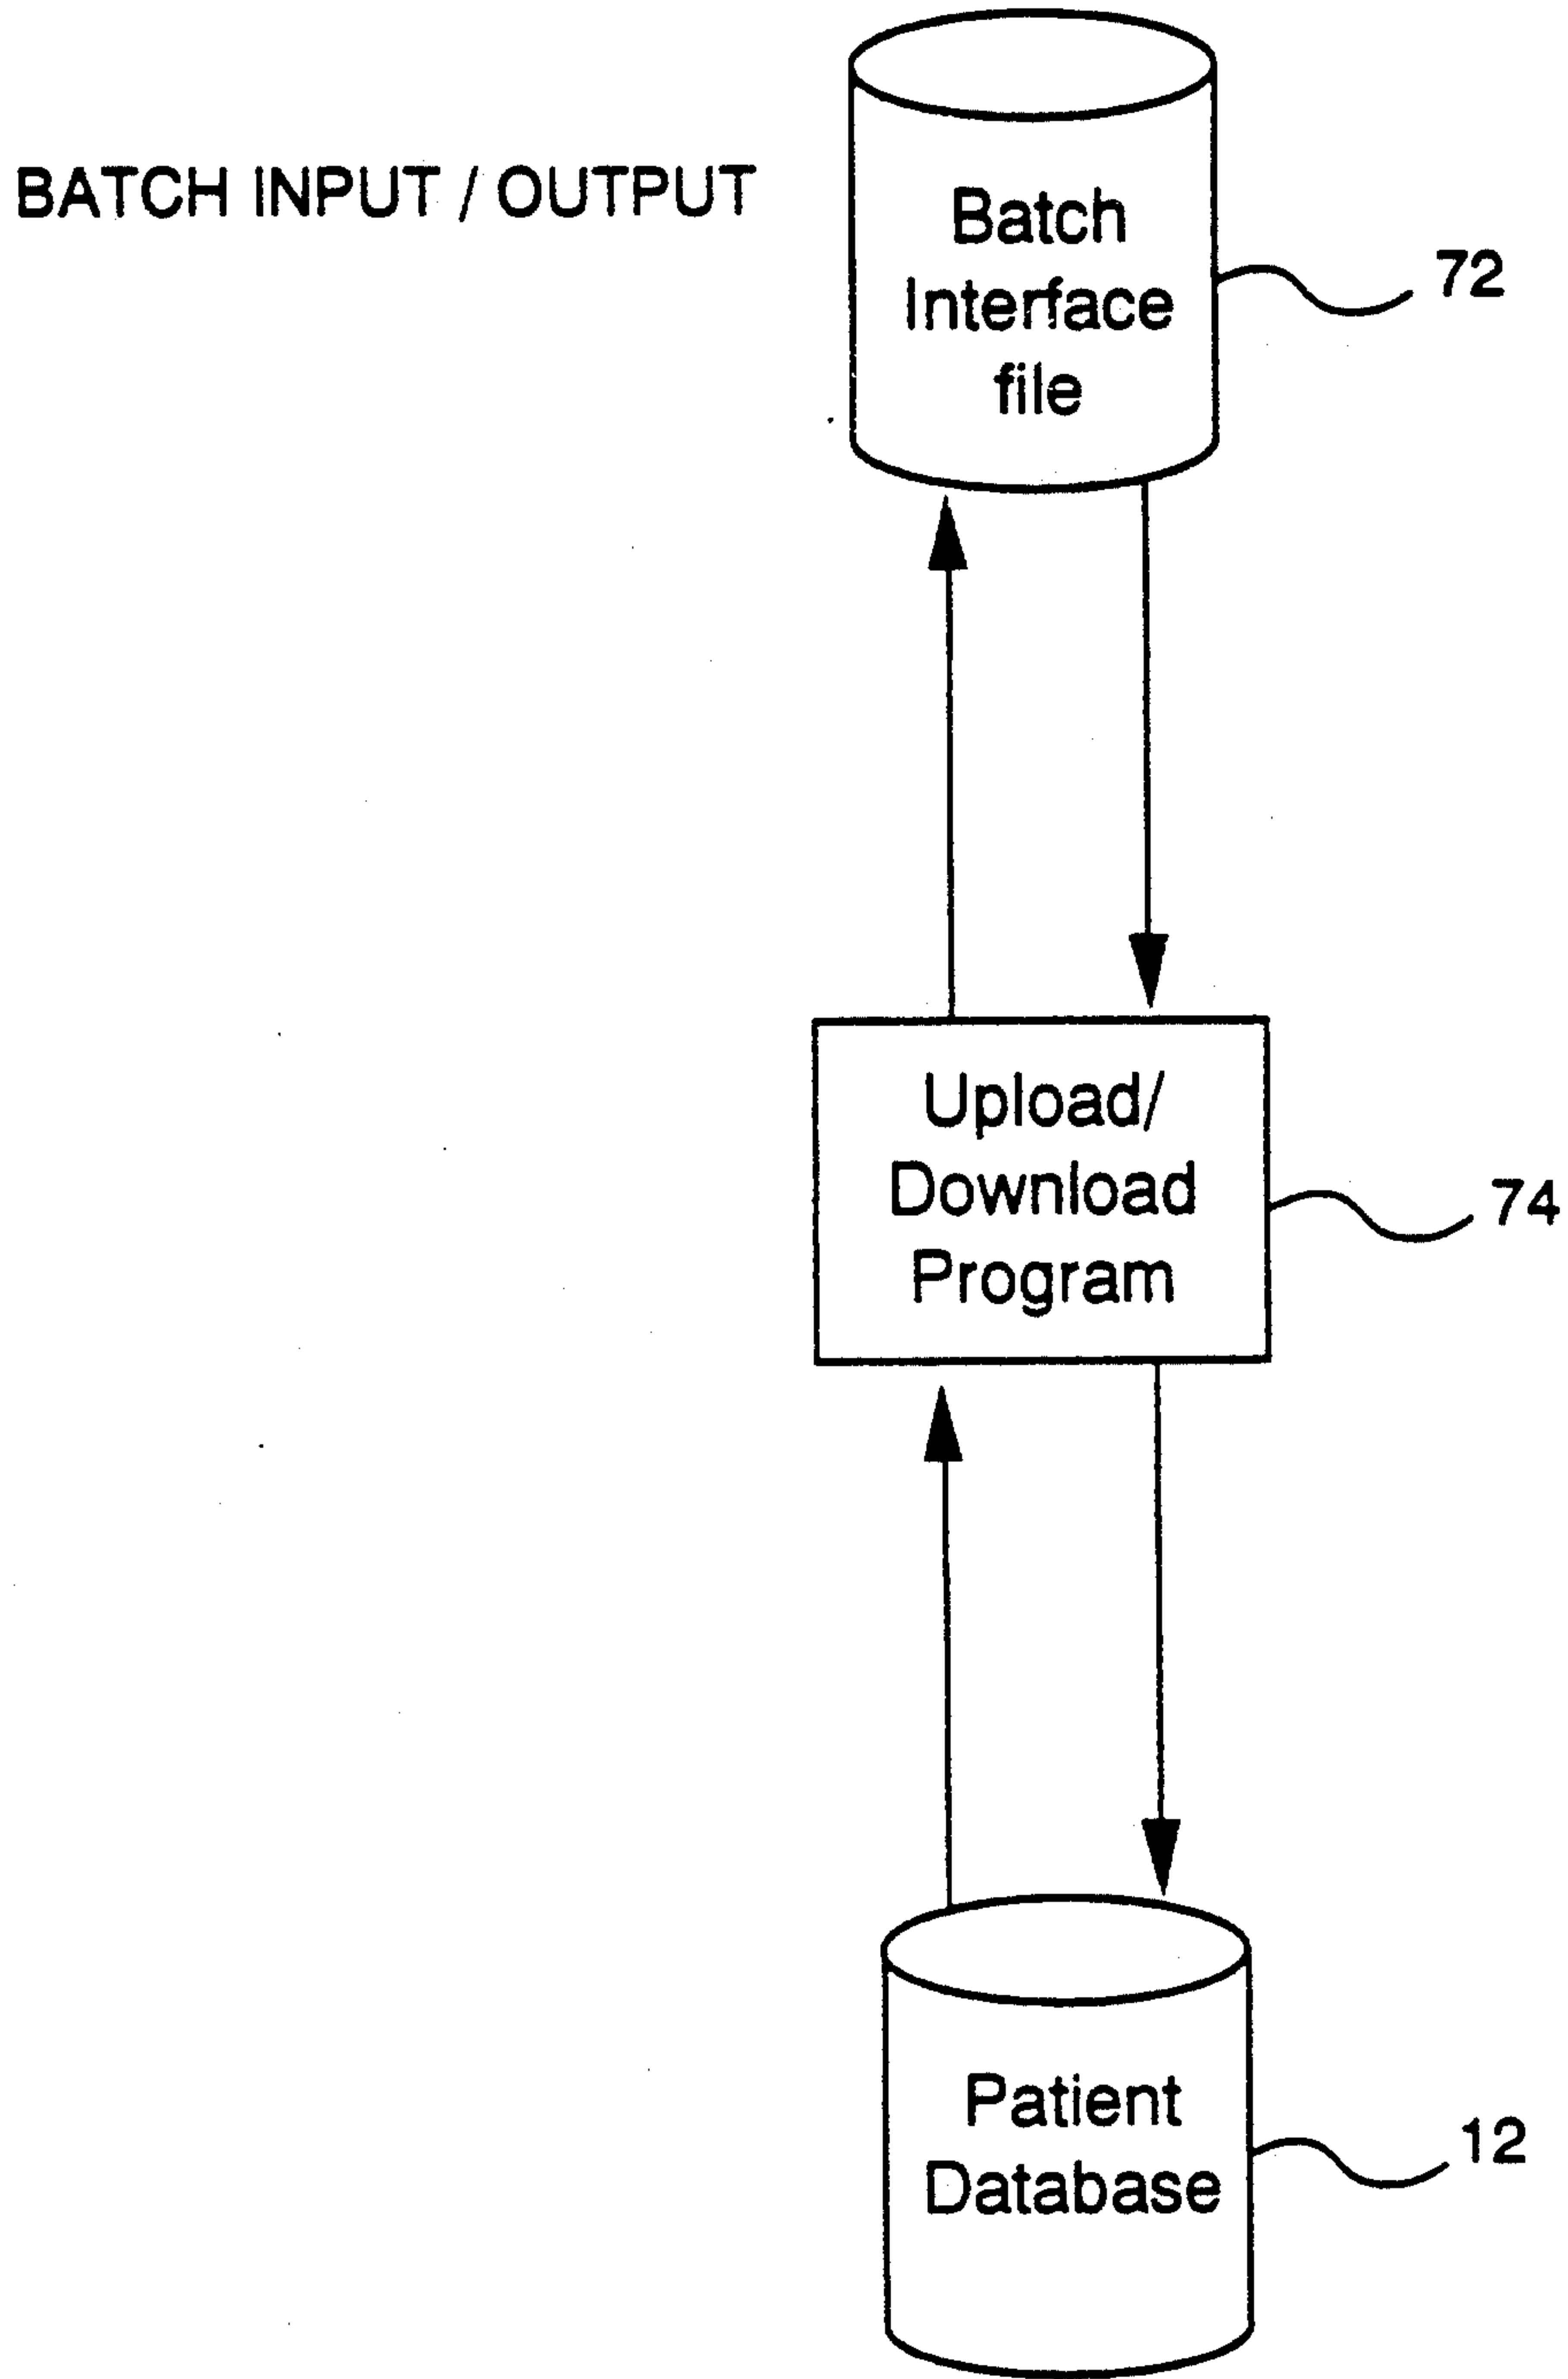 BATCH INPUT / OUTPUT
Batch
Interface
file
72
Upload/
Download
Program
74
Patient
Database
12